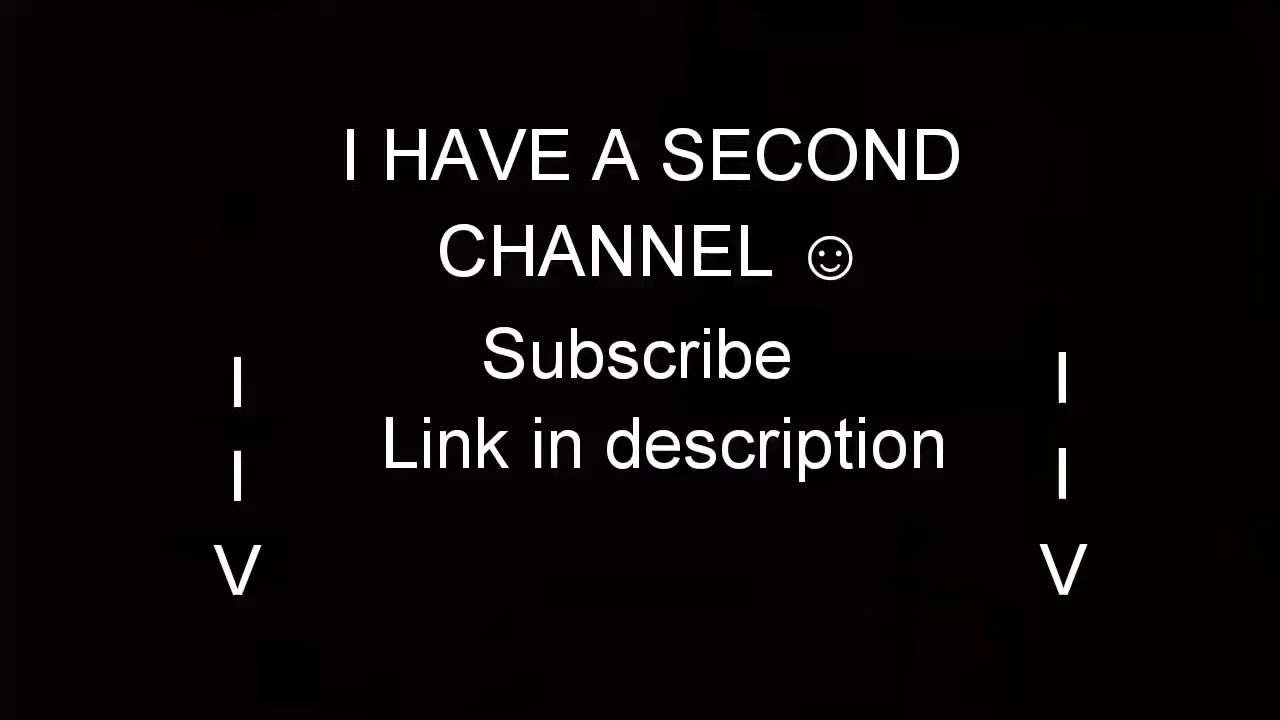 I HAVE A SECOND
CHANNEL ☺
Subscribe
Link in description
| |
| |
V V